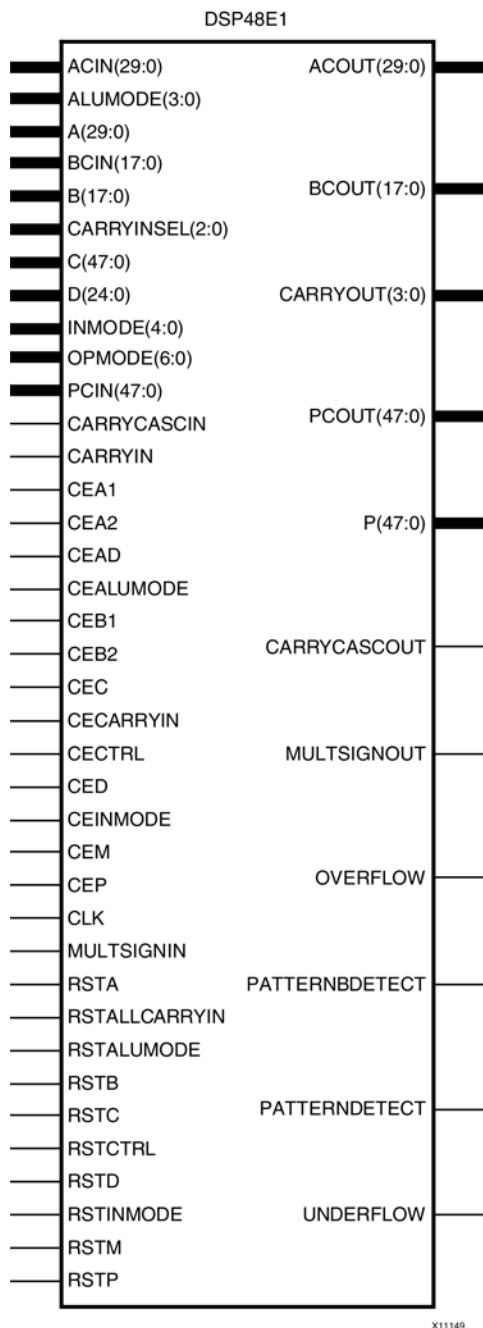 DSP48E1
ACIN(29:0)
ACOUT(29:0)
ALUMODE(3:0)
A(29:0)
BCIN(17:0)
BCOUT(17:0)
B(17:0)
CARRYINSEL(2:0)
C(47:0)
D(24:0)
CARRYOUT(3:0)
INMODE(4:0)
OPMODE(6:0)
PCIN(47:0)
PCOUT(47:0)
CARRYCASCIN
CARRYIN
CEA1
CEA2
P(47:0)
CEAD
CEALUMODE
CEB1
CEB2
CARRYCASCOUT
CEC
CECARRYIN
CECTRL
MULTSIGNOUT
CED
CEINMODE
CEM
CEP
OVERFLOW
CLK
MULTSIGNIN
RSTA
PATTERNBDETECT
RSTALLCARRYIN
RSTALUMODE
RSTB
RSTC
PATTERNDETECT
RSTCTRL
RSTD
RSTINMODE
UNDERFLOW
RSTM
RSTP
X11149